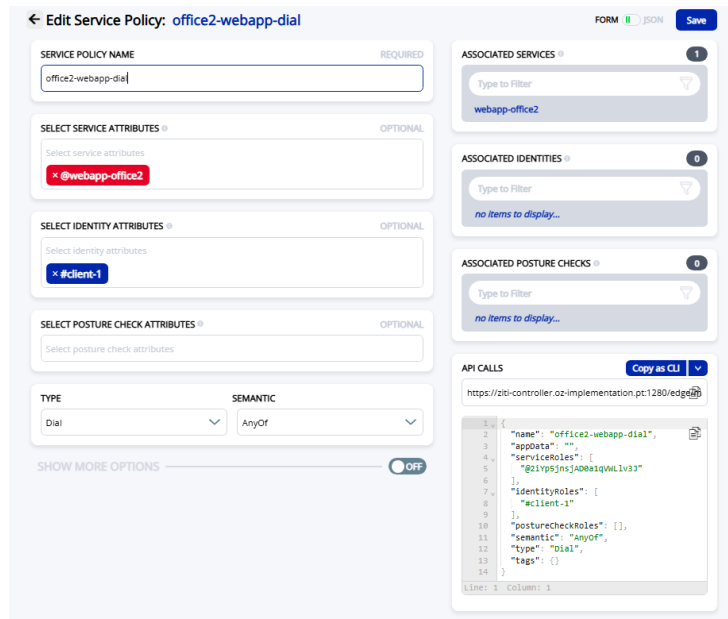 Edit Service Policy: office2-webapp-dial
FORM JSON Save
SERVICE POLICY NAME REQUIRED
office2-webapp-dial
SELECT SERVICE ATTRIBUTES OPTIONAL
Select service attributes
× @webapp-office2
SELECT IDENTITY ATTRIBUTES OPTIONAL
Select identity attributes
× #client-1
SELECT POSTURE CHECK ATTRIBUTES OPTIONAL
Select posture check attributes
TYPE SEMANTIC
Dial AnyOf
SHOW MORE OPTIONS OFF
ASSOCIATED SERVICES 1
Type to Filter
webapp-office2
ASSOCIATED IDENTITIES 0
Type to Filter
no items to display...
ASSOCIATED POSTURE CHECKS 0
Type to Filter
no items to display...
API CALLS Copy as CLI
https://ziti-controller.oz-implementation.pt:1280/edge/m
1 {
2 "name": "office2-webapp-dial",
3 "appData": "",
4 "serviceRoles": [
5 "@2iYp5jnsjAD0a1qVWLlv3J"
6 ],
7 "identityRoles": [
8 "#client-1"
9 ],
10 "postureCheckRoles": [],
11 "semantic": "AnyOf",
12 "type": "Dial",
13 "tags": {}
14 }
Line: 1 Column: 1